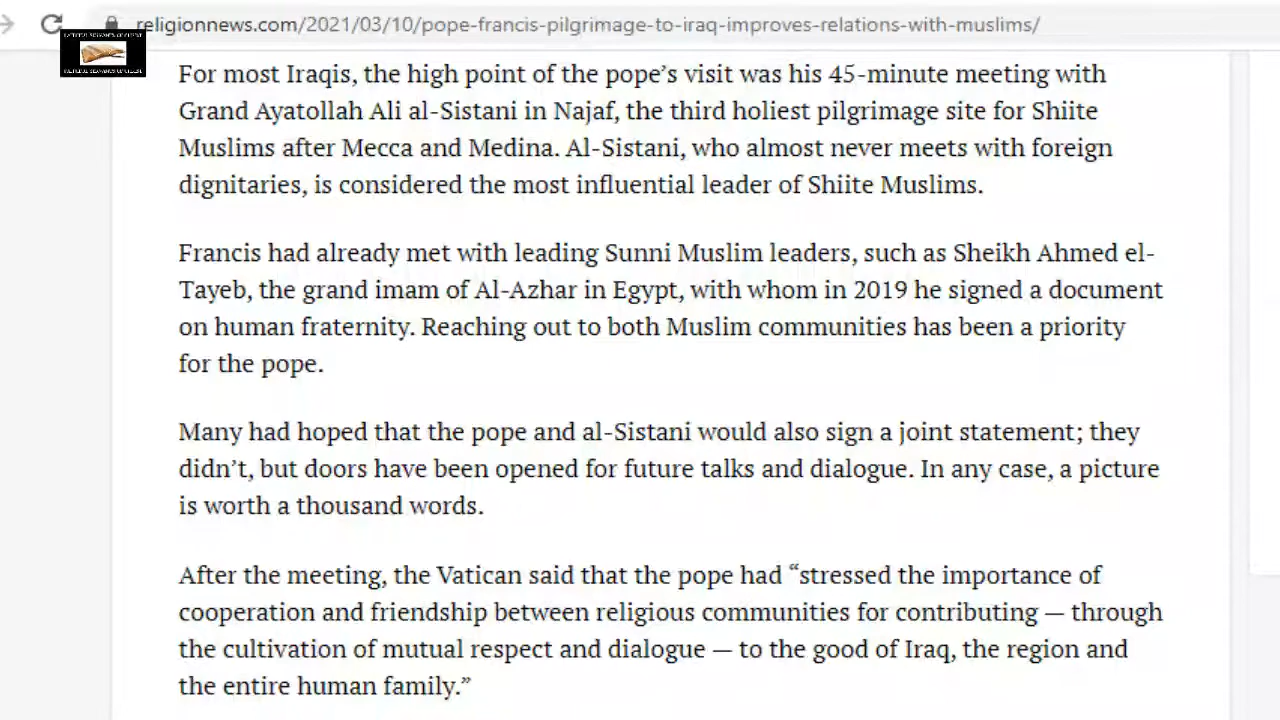 religionnews.com/2021/03/10/pope-francis-pilgrimage-to-iraq-improves-relations-with-muslims/
For most Iraqis, the high point of the pope’s visit was his 45-minute meeting with
Grand Ayatollah Ali al-Sistani in Najaf, the third holiest pilgrimage site for Shiite
Muslims after Mecca and Medina. Al-Sistani, who almost never meets with foreign
dignitaries, is considered the most influential leader of Shiite Muslims.
Francis had already met with leading Sunni Muslim leaders, such as Sheikh Ahmed el-
Tayeb, the grand imam of Al-Azhar in Egypt, with whom in 2019 he signed a document
on human fraternity. Reaching out to both Muslim communities has been a priority
for the pope.
Many had hoped that the pope and al-Sistani would also sign a joint statement; they
didn’t, but doors have been opened for future talks and dialogue. In any case, a picture
is worth a thousand words.
After the meeting, the Vatican said that the pope had “stressed the importance of
cooperation and friendship between religious communities for contributing — through
the cultivation of mutual respect and dialogue — to the good of Iraq, the region and
the entire human family.”